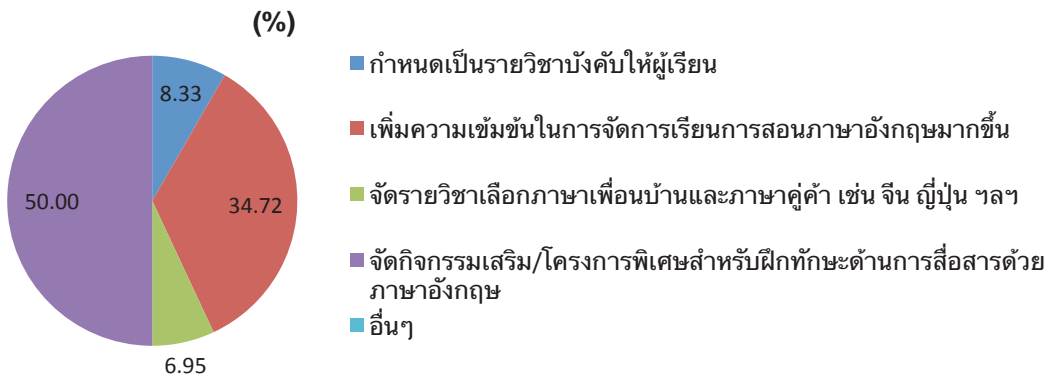 (%)
8.33
34.72
6.95
50.00
กำหนดเป็นรายวิชาบังคับให้ผู้เรียน
เพิ่มความเข้มข้นในการจัดการเรียนการสอนภาษาอังกฤษมากขึ้น
จัดรายวิชาเลือกภาษาเพื่อนบ้านและภาษาคู่ค้า เช่น จีน ญี่ปุ่น ฯลฯ
จัดกิจกรรมเสริม/โครงการพิเศษสำหรับฝึกทักษะด้านการสื่อสารด้วย
ภาษาอังกฤษ
อื่นๆ